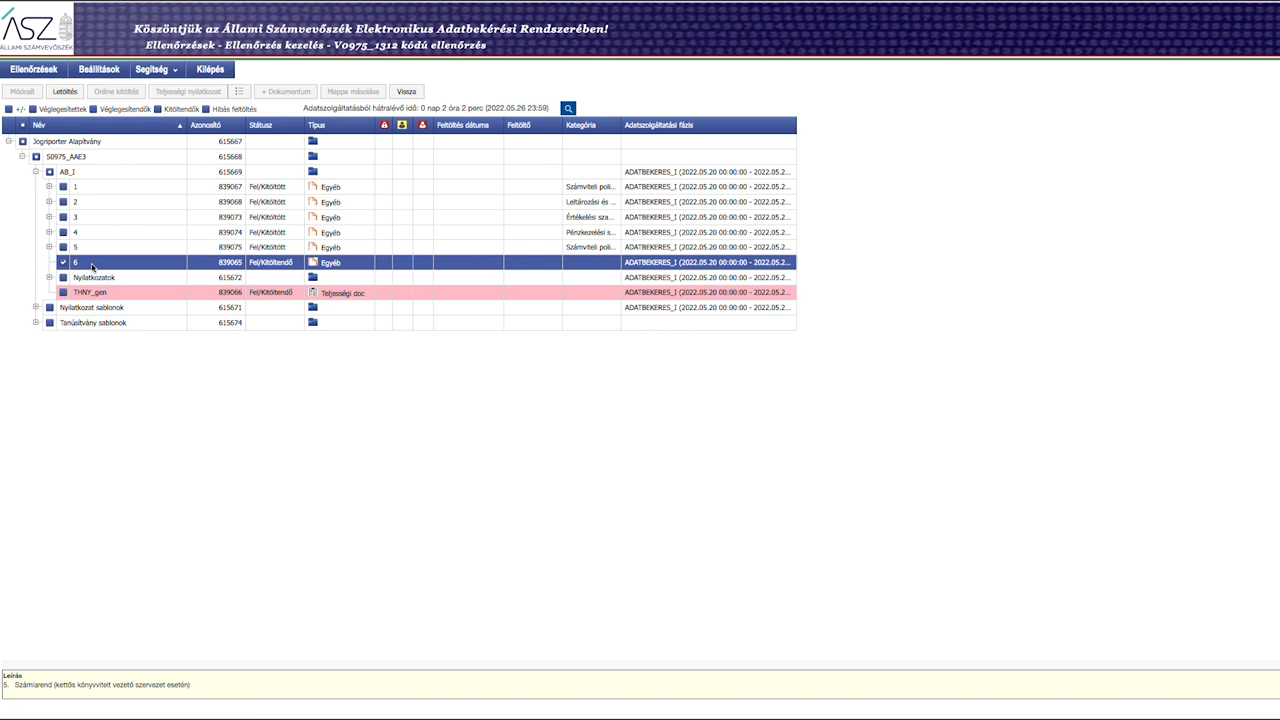 ÁSZ
ÁLLAMI SZÁMVEVŐSZÉK
Köszöntjük az Állami Számvevőszék Elektronikus Adatbekérési Rendszerében!
Ellenőrzések - Ellenőrzés kezelés - V0975_1312 kódú ellenőrzés
Ellenőrzések Beállítások Segítség Kilépés
Módosít Letöltés Online kitöltés Teljességi nyilatkozat + Dokumentum Mappa másolása Vissza
+/- Véglegesítettek Véglegesítendők Kitöltendők Hibás feltöltés Adatszolgáltatásból hátralévő idő: 0 nap 2 óra 2 perc (2022.05.26 23:59)
Név Azonosító Státusz Típus Feltöltés dátuma Feltöltő Kategória Adatszolgáltatási fázis
Jogriporter Alapítvány 615667
S0975_AAE3 615668
AB_I 615669 ADATBEKERES_I (2022.05.20 00:00:00 - 2022.05.2...
1 839067 Fel/Kitöltött Egyéb Számviteli poli... ADATBEKERES_I (2022.05.20 00:00:00 - 2022.05.2...
2 839068 Fel/Kitöltött Egyéb Leltározási és ... ADATBEKERES_I (2022.05.20 00:00:00 - 2022.05.2...
3 839073 Fel/Kitöltött Egyéb Értékelési sza... ADATBEKERES_I (2022.05.20 00:00:00 - 2022.05.2...
4 839074 Fel/Kitöltött Egyéb Pénzkezelési s... ADATBEKERES_I (2022.05.20 00:00:00 - 2022.05.2...
5 839075 Fel/Kitöltött Egyéb Számviteli poli... ADATBEKERES_I (2022.05.20 00:00:00 - 2022.05.2...
6 839065 Fel/Kitöltendő Egyéb ADATBEKERES_I (2022.05.20 00:00:00 - 2022.05.2...
Nyilatkozatok 615672 ADATBEKERES_I (2022.05.20 00:00:00 - 2022.05.2...
THNY_gen 839066 Fel/Kitöltendő Teljességi doc ADATBEKERES_I (2022.05.20 00:00:00 - 2022.05.2...
Nyilatkozat sablonok 615671 ADATBEKERES_I (2022.05.20 00:00:00 - 2022.05.2...
Tanúsítvány sablonok 615674
Leírás
5. Számlarend (kettős könyvvitelt vezető szervezet esetén)